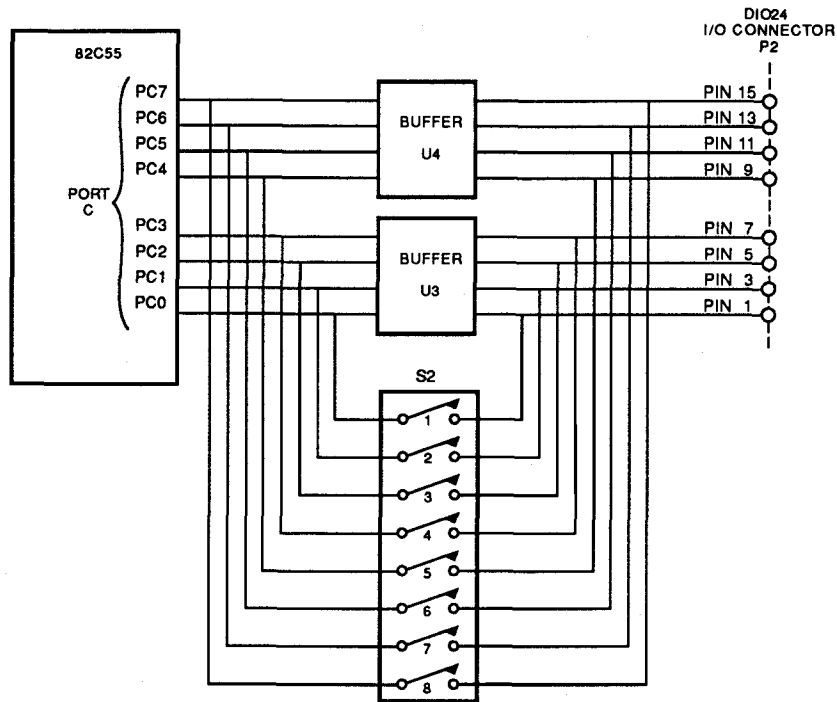 DIO24
I/O CONNECTOR
P2
82C55
PORT
C
PC7
PC6
PC5
PC4
PC3
PC2
PC1
PC0
BUFFER
U4
BUFFER
U3
PIN 15
PIN 13
PIN 11
PIN 9
PIN 7
PIN 5
PIN 3
PIN 1
S2
1
2
3
4
5
6
7
8